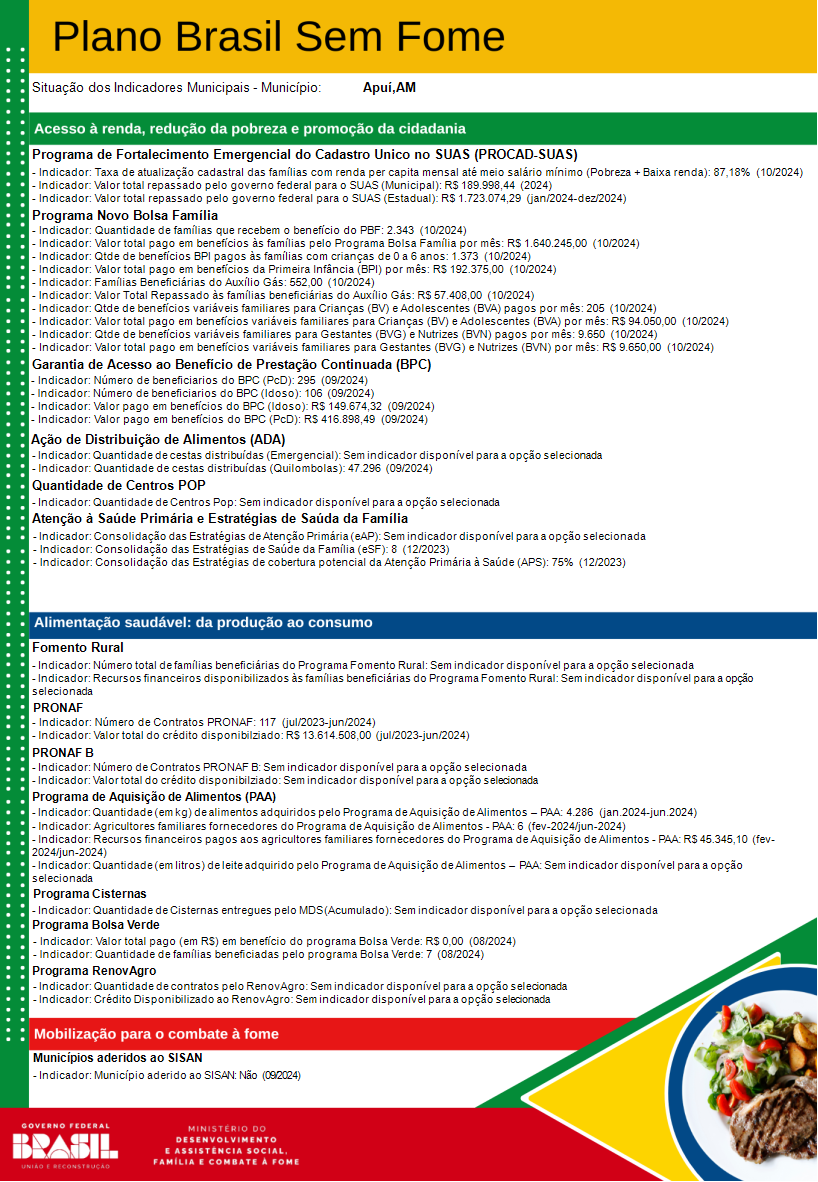 Plano Brasil Sem Fome
Situação dos Indicadores Municipais - Município: Apuí,AM
Acesso à renda, redução da pobreza e promoção da cidadania
Programa de Fortalecimento Emergencial do Cadastro Unico no SUAS (PROCAD-SUAS)
- Indicador: Taxa de atualização cadastral das famílias com renda per capita mensal até meio salário mínimo (Pobreza + Baixa renda): 87,18% (10/2024)
- Indicador: Valor total repassado pelo governo federal para o SUAS (Municipal): R$ 189.998,44 (2024)
- Indicador: Valor total repassado pelo governo federal para o SUAS (Estadual): R$ 1.723.074,29 (jan/2024-dez/2024)
Programa Novo Bolsa Família
- Indicador: Quantidade de famílias que recebem o benefício do PBF: 2.343 (10/2024)
- Indicador: Valor total pago em benefícios às famílias pelo Programa Bolsa Família por mês: R$ 1.640.245,00 (10/2024)
- Indicador: Qtde de benefícios BPI pagos às famílias com crianças de 0 a 6 anos: 1.373 (10/2024)
- Indicador: Valor total pago em benefícios da Primeira Infância (BPI) por mês: R$ 192.375,00 (10/2024)
- Indicador: Famílias Beneficiárias do Auxílio Gás: 552,00 (10/2024)
- Indicador: Valor Total Repassado às famílias beneficiárias do Auxílio Gás: R$ 57.408,00 (10/2024)
- Indicador: Qtde de benefícios variáveis familiares para Crianças (BV) e Adolescentes (BVA) pagos por mês: 205 (10/2024)
- Indicador: Valor total pago em benefícios variáveis familiares para Crianças (BV) e Adolescentes (BVA) por mês: R$ 94.050,00 (10/2024)
- Indicador: Qtde de benefícios variáveis familiares para Gestantes (BVG) e Nutrizes (BVN) pagos por mês: 9.650 (10/2024)
- Indicador: Valor total pago em benefícios variáveis familiares para Gestantes (BVG) e Nutrizes (BVN) por mês: R$ 9.650,00 (10/2024)
Garantia de Acesso ao Benefício de Prestação Continuada (BPC)
- Indicador: Número de beneficiarios do BPC (PcD): 295 (09/2024)
- Indicador: Número de beneficiarios do BPC (Idoso): 106 (09/2024)
- Indicador: Valor pago em benefícios do BPC (Idoso): R$ 149.674,32 (09/2024)
- Indicador: Valor pago em benefícios do BPC (PcD): R$ 416.898,49 (09/2024)
Ação de Distribuição de Alimentos (ADA)
- Indicador: Quantidade de cestas distribuídas (Emergencial): Sem indicador disponível para a opção selecionada
- Indicador: Quantidade de cestas distribuídas (Quilombolas): 47.296 (09/2024)
Quantidade de Centros POP
- Indicador: Quantidade de Centros Pop: Sem indicador disponível para a opção selecionada
Atenção à Saúde Primária e Estratégias de Saúda da Família
- Indicador: Consolidação das Estratégias de Atenção Primária (eAP): Sem indicador disponível para a opção selecionada
- Indicador: Consolidação das Estratégias de Saúde da Família (eSF): 8 (12/2023)
- Indicador: Consolidação das Estratégias de cobertura potencial da Atenção Primária à Saúde (APS): 75% (12/2023)
Alimentação saudável: da produção ao consumo
Fomento Rural
- Indicador: Número total de famílias beneficiárias do Programa Fomento Rural: Sem indicador disponível para a opção selecionada
- Indicador: Recursos financeiros disponibilizados às famílias beneficiárias do Programa Fomento Rural: Sem indicador disponível para a opção
selecionada
PRONAF
- Indicador: Número de Contratos PRONAF: 117 (jul/2023-jun/2024)
- Indicador: Valor total do crédito disponibilziado: R$ 13.614.508,00 (jul/2023-jun/2024)
PRONAF B
- Indicador: Número de Contratos PRONAF B: Sem indicador disponível para a opção selecionada
- Indicador: Valor total do crédito disponibilziado: Sem indicador disponível para a opção selecionada
Programa de Aquisição de Alimentos (PAA)
- Indicador: Quantidade (em kg) de alimentos adquiridos pelo Programa de Aquisição de Alimentos – PAA: 4.286 (jan.2024-jun.2024)
- Indicador: Agricultores familiares fornecedores do Programa de Aquisição de Alimentos - PAA: 6 (fev-2024/jun-2024)
- Indicador: Recursos financeiros pagos aos agricultores familiares fornecedores do Programa de Aquisição de Alimentos - PAA: R$ 45.345,10 (fev-
2024/jun-2024)
- Indicador: Quantidade (em litros) de leite adquirido pelo Programa de Aquisição de Alimentos – PAA: Sem indicador disponível para a opção
selecionada
Programa Cisternas
- Indicador: Quantidade de Cisternas entregues pelo MDS (Acumulado): Sem indicador disponível para a opção selecionada
Programa Bolsa Verde
- Indicador: Valor total pago (em R$) em benefício do programa Bolsa Verde: R$ 0,00 (08/2024)
- Indicador: Quantidade de famílias beneficiadas pelo programa Bolsa Verde: 7 (08/2024)
Programa RenovAgro
- Indicador: Quantidade de contratos pelo RenovAgro: Sem indicador disponível para a opção selecionada
- Indicador: Crédito Disponibilizado ao RenovAgro: Sem indicador disponível para a opção selecionada
Mobilização para o combate à fome
Municípios aderidos ao SISAN
- Indicador: Município aderido ao SISAN: Não (09/2024)
GOVERNO FEDERAL
BRASIL
UNIÃO E RECONSTRUÇÃO
MINISTÉRIO DO
DESENVOLVIMENTO
E ASSISTÊNCIA SOCIAL,
FAMÍLIA E COMBATE À FOME